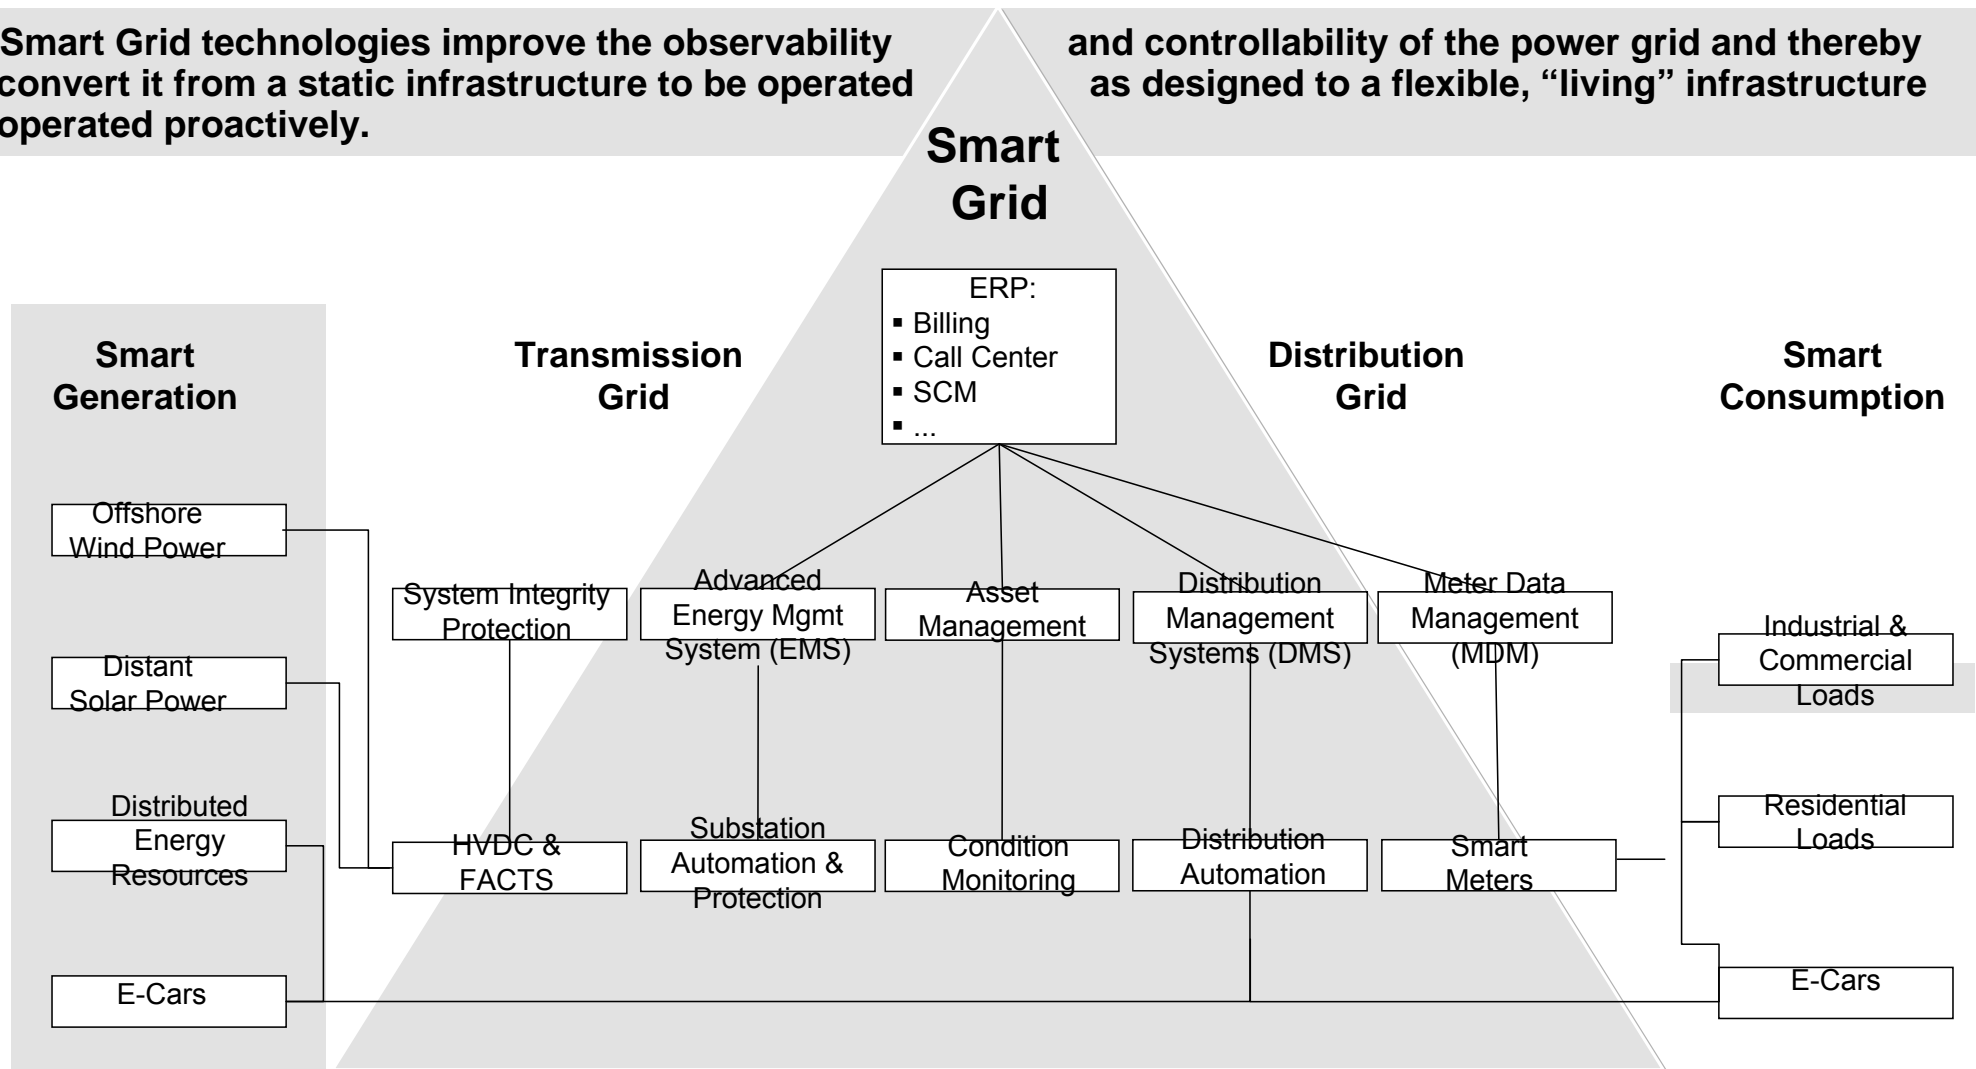 Smart Grid technologies improve the observability and controllability of the power grid and thereby
convert it from a static infrastructure to be operated as designed to a flexible, “living” infrastructure
operated proactively.
Smart
Grid
ERP:
▪ Billing
▪ Call Center
▪ SCM
▪ ...
Smart
Generation
Transmission
Grid
Distribution
Grid
Smart
Consumption
Offshore
Wind Power
Distant
Solar Power
Distributed
Energy
Resources
E-Cars
System Integrity
Protection
Advanced
Energy Mgmt
System (EMS)
Asset
Management
Distribution
Management
Systems (DMS)
Meter Data
Management
(MDM)
HVDC &
FACTS
Substation
Automation &
Protection
Condition
Monitoring
Distribution
Automation
Smart
Meters
Industrial &
Commercial
Loads
Residential
Loads
E-Cars